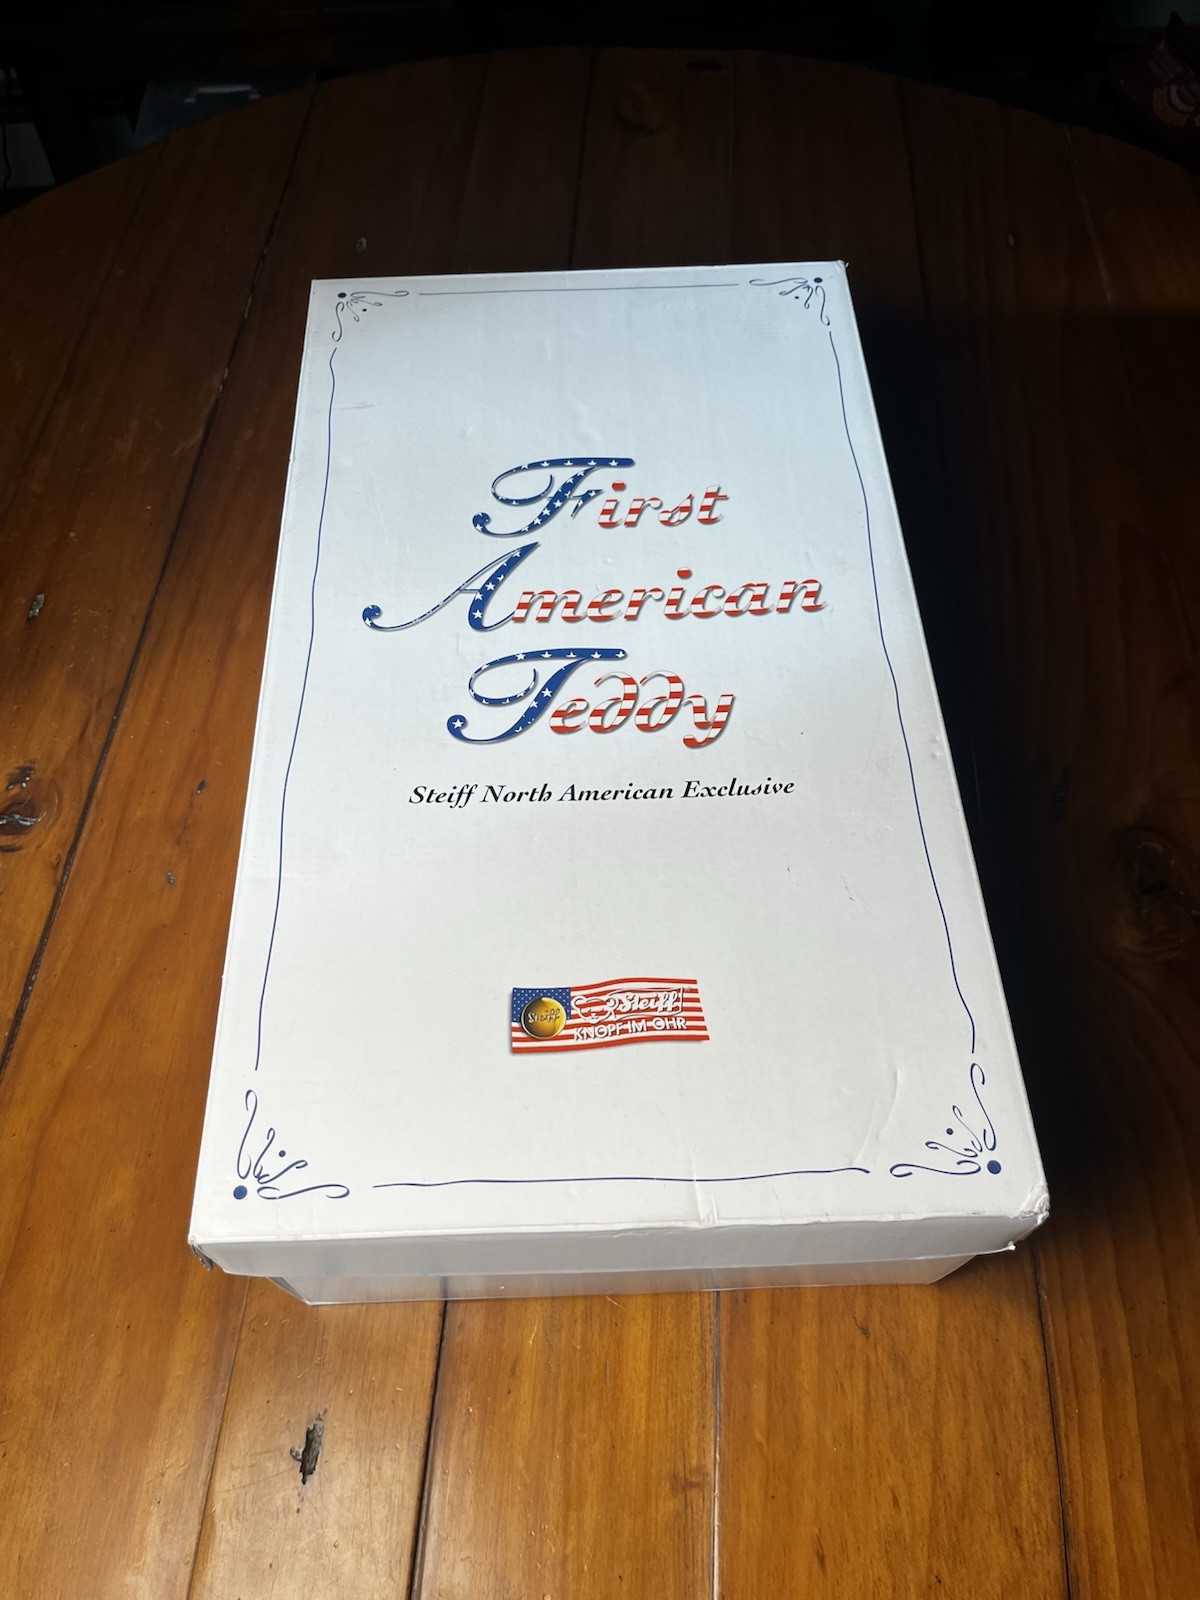 First
American
Teddy
Steiff North American Exclusive
Steiff Steiff
KNOPF IM OHR